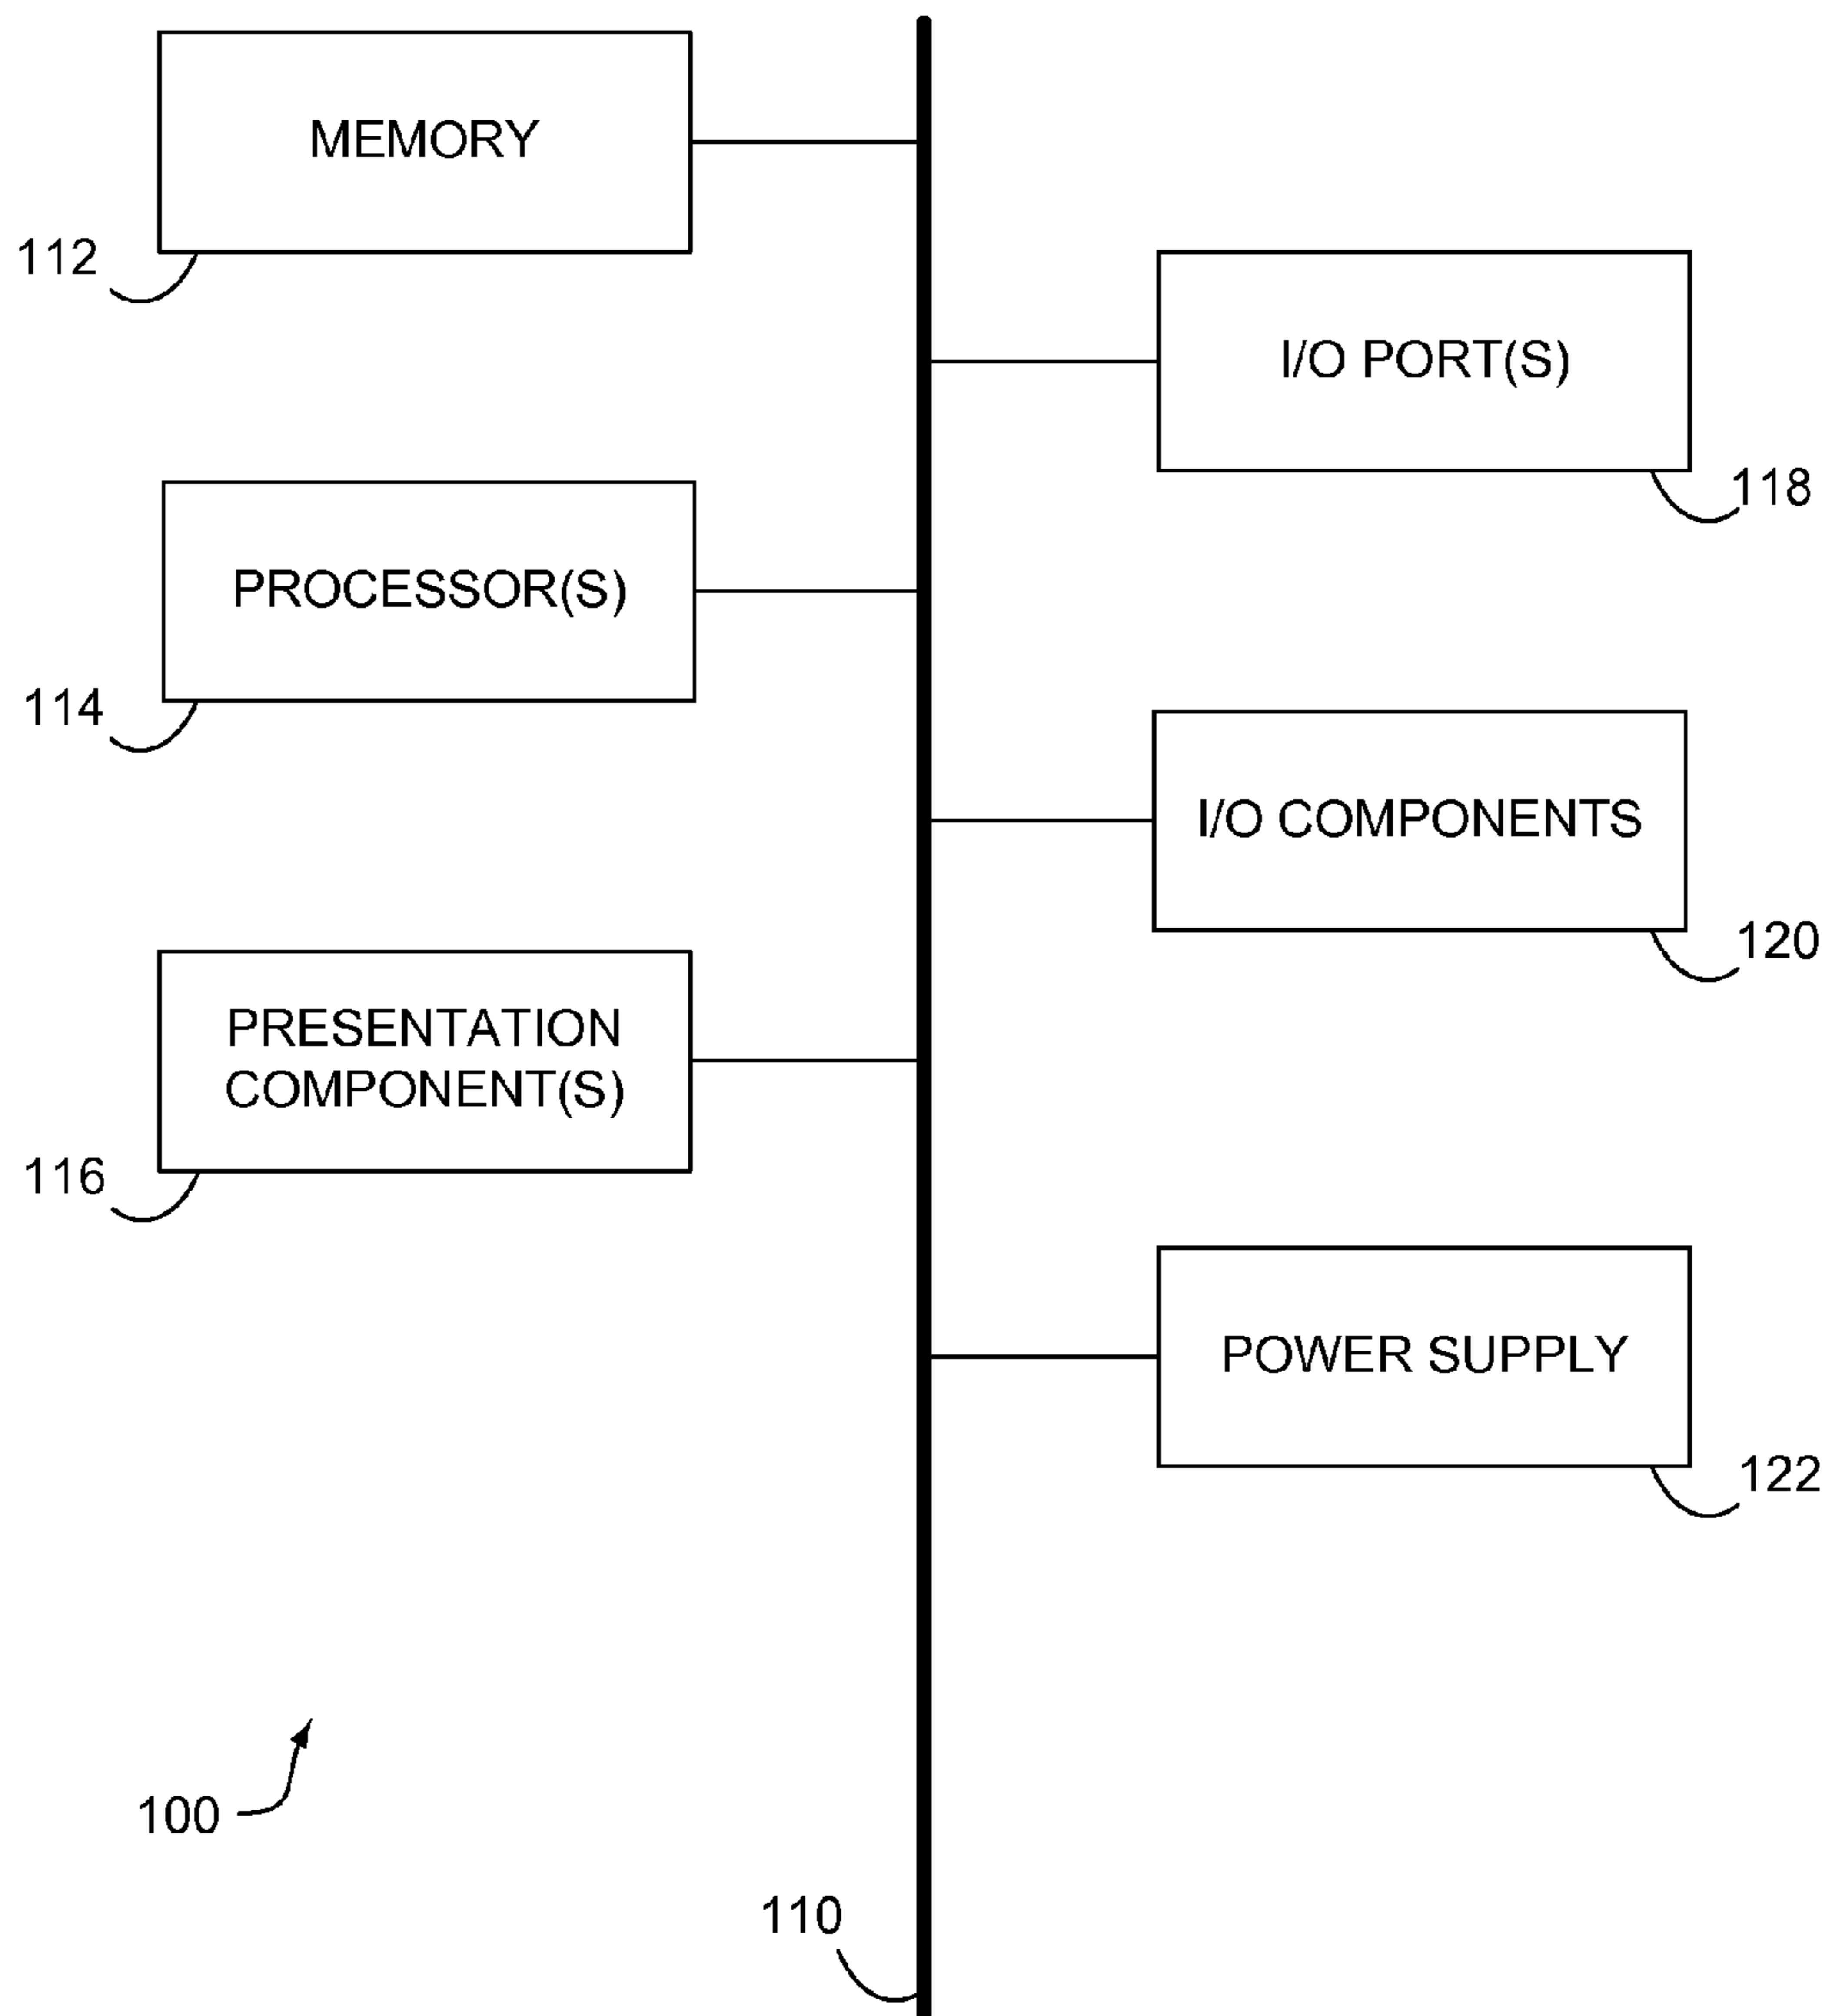 MEMORY
112
I/O PORT(S)
118
PROCESSOR(S)
114
I/O COMPONENTS
120
PRESENTATION
COMPONENT(S)
116
POWER SUPPLY
122
100
110